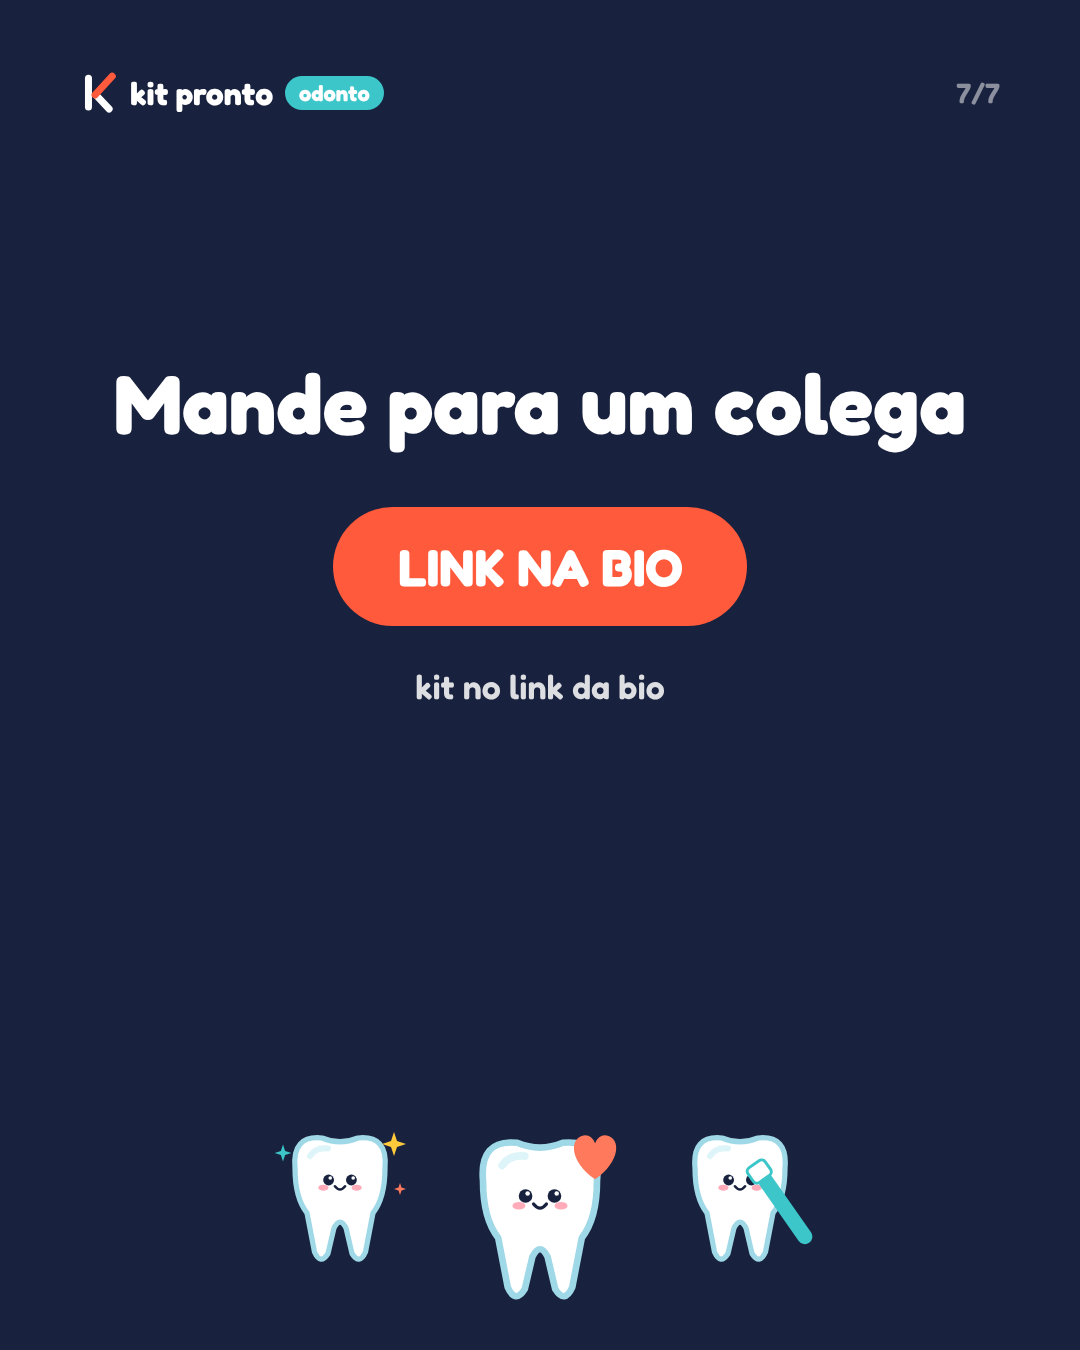 kit pronto odonto
7/7
Mande para um colega
LINK NA BIO
kit no link da bio